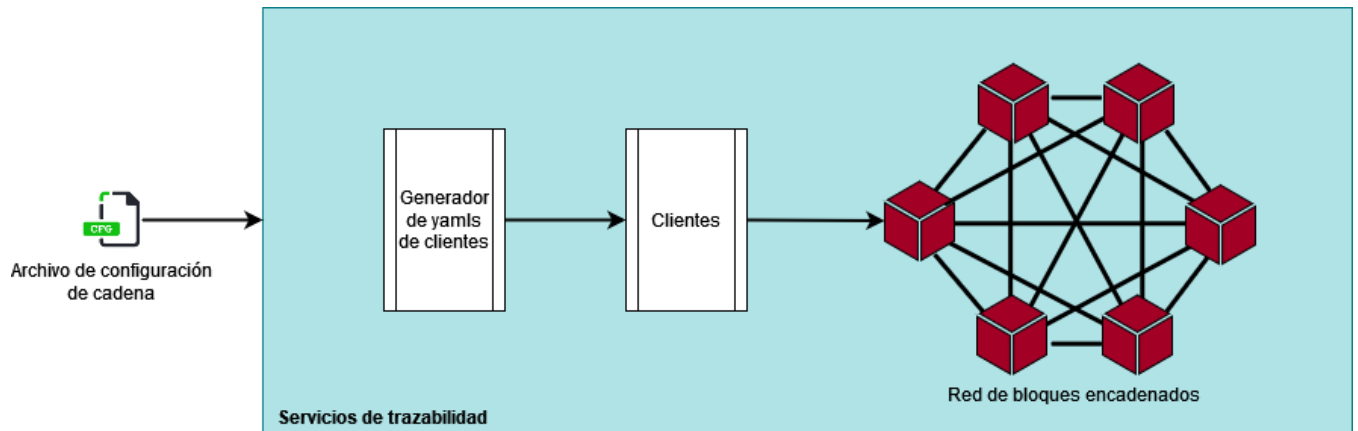 CFG
Archivo de configuración
de cadena
Generador
de yamls
de clientes
Clientes
Red de bloques encadenados
Servicios de trazabilidad